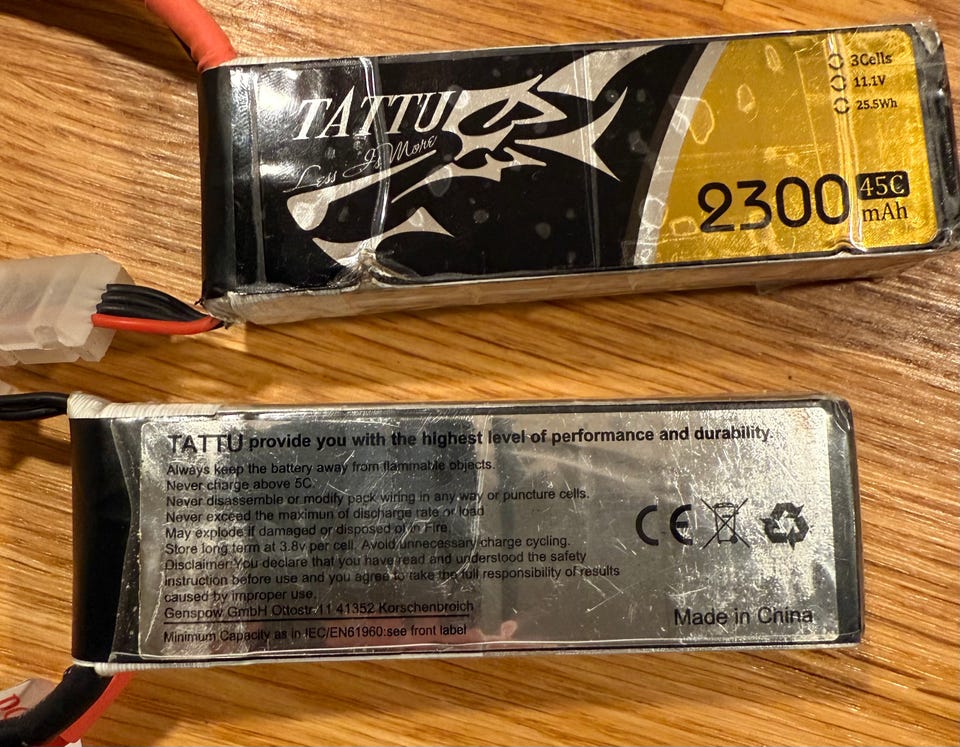 TATTU
Less Is More
3Cells
11.1V
25.5Wh
2300 45C mAh
TATTU provide you with the highest level of performance and durability.
Always keep the battery away from flammable objects.
Never charge above 5C.
Never disassemble or modify pack wiring in any way or puncture cells.
Never exceed the maximun of discharge rate or load
May explode if damaged or disposed of in Fire
Store long term at 3.8v per cell. Avoid unnecessary charge cycling.
Disclaimer:You declare that you have read and understood the safety
instruction before use and you agree to take the full responsibility of results
caused by improper use.
Genspow GmbH Ottostr.11 41352 Korschenbroich
Minimum Capacity as in IEC/EN61960:see front label
CE
Made in China